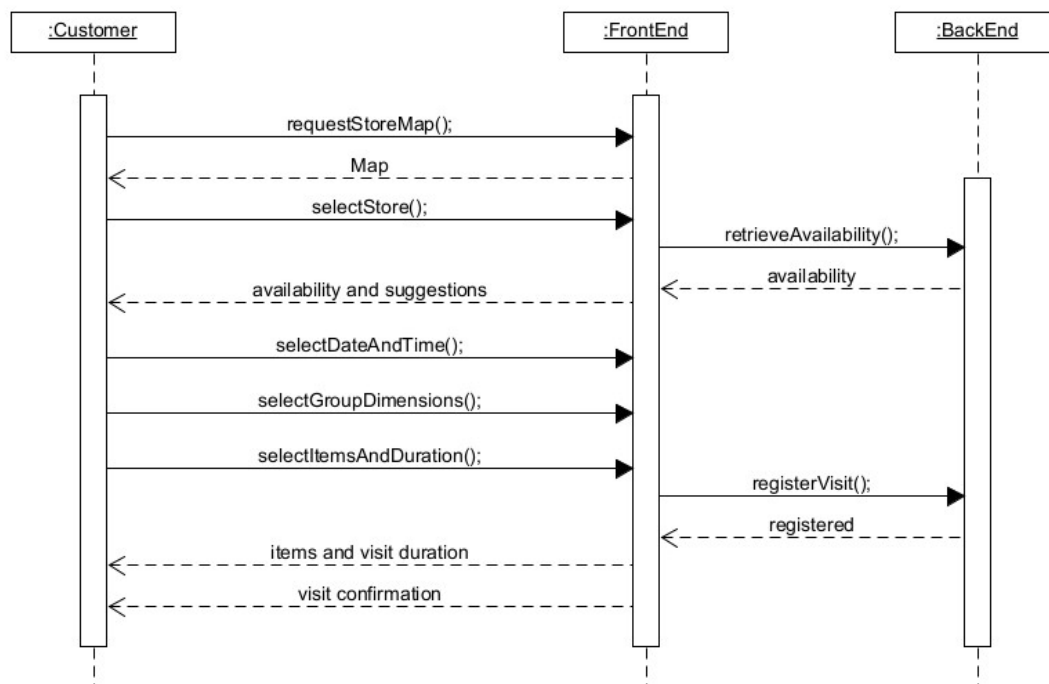 :Customer
:FrontEnd
:BackEnd
requestStoreMap();
Map
selectStore();
retrieveAvailability();
availability
availability and suggestions
selectDateAndTime();
selectGroupDimensions();
selectItemsAndDuration();
registerVisit();
registered
items and visit duration
visit confirmation